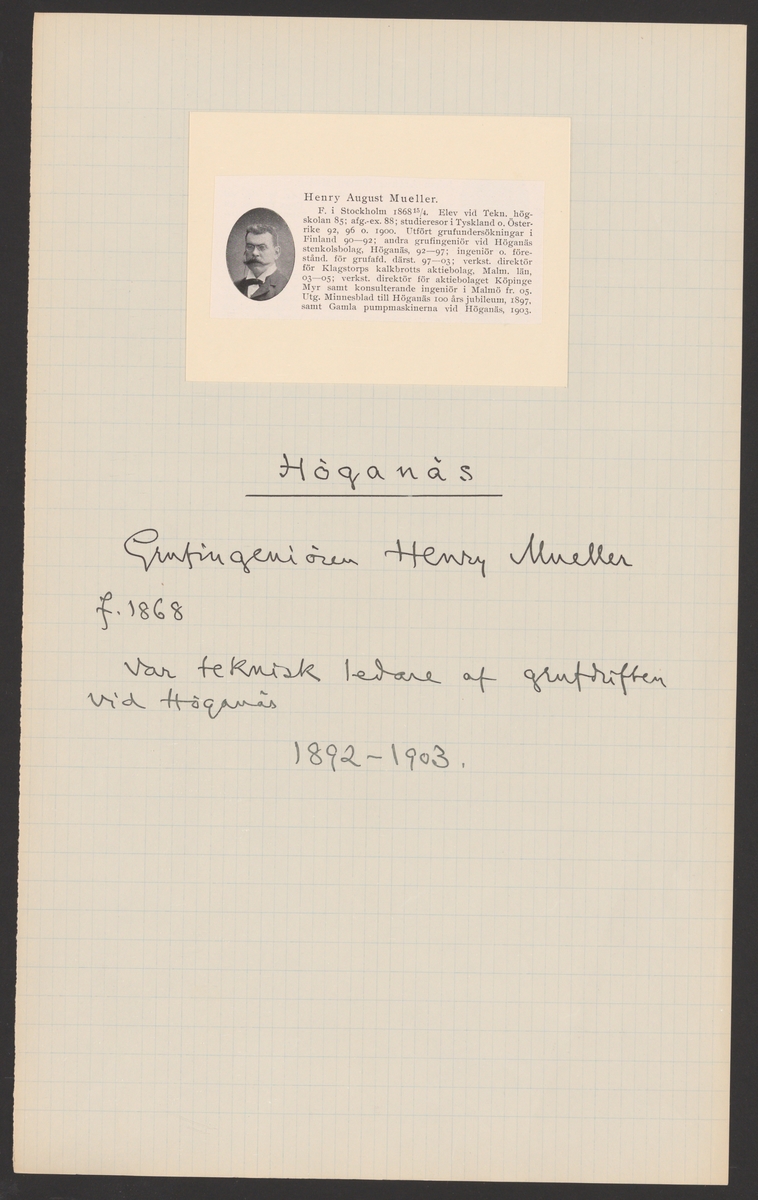 Henry August Mueller.
F. i Stockholm 1868 15/4. Elev vid Tekn. hög-
skolan 85; afg.-ex. 88; studieresor i Tyskland o. Öster-
rike 92, 96 o. 1900. Utfört grufundersökningar i
Finland 90—92; andra grufingeniör vid Höganäs
stenkolsbolag, Höganäs, 92—97; ingeniör o. före-
stånd. för grufafd. därst. 97—03; verkst. direktör
för Klagstorps kalkbrotts aktiebolag, Malm. län,
03—05; verkst. direktör för aktiebolaget Köpinge
Myr samt konsulterande ingeniör i Malmö fr. 05.
Utg. Minnesblad till Höganäs 100 års jubileum, 1897,
samt Gamla pumpmaskinerna vid Höganäs, 1903.
Höganäs
Grufingeniören Henry Mueller
f. 1868
var teknisk ledare af grufdriften
vid Höganäs
1892-1903.